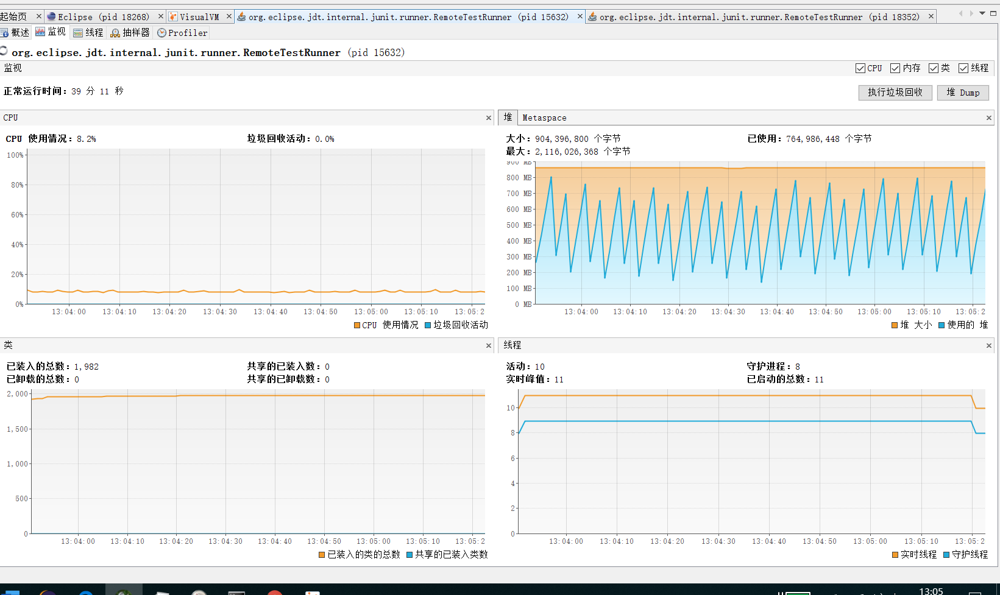 起始页 Eclipse (pid 18268) VisualVM org.eclipse.jdt.internal.junit.runner.RemoteTestRunner (pid 15632) org.eclipse.jdt.internal.junit.runner.RemoteTestRunner (pid 18352)
概述 监视 线程 抽样器 Profiler
org.eclipse.jdt.internal.junit.runner.RemoteTestRunner (pid 15632)
监视 CPU 内存 类 线程
正常运行时间: 39 分 11 秒 执行垃圾回收 堆 Dump
CPU
CPU 使用情况: 8.2% 垃圾回收活动: 0.0%
100%
80%
60%
40%
20%
0%
13:04:00 13:04:10 13:04:20 13:04:30 13:04:40 13:04:50 13:05:00 13:05:10 13:05:2
CPU 使用情况 垃圾回收活动
堆 Metaspace
大小: 904,396,800 个字节 已使用: 764,986,448 个字节
最大: 2,116,026,368 个字节
900 MB
800 MB
700 MB
600 MB
500 MB
400 MB
300 MB
200 MB
100 MB
0 MB
13:04:00 13:04:10 13:04:20 13:04:30 13:04:40 13:04:50 13:05:00 13:05:10 13:05:2
堆 大小 使用的 堆
类
已装入的总数: 1,982 共享的已装入数: 0
已卸载的总数: 0 共享的已卸载数: 0
2,000
1,500
1,000
500
0
13:04:00 13:04:10 13:04:20 13:04:30 13:04:40 13:04:50 13:05:00 13:05:10 13:05:2
已装入的类的总数 共享的已装入类数
线程
活动: 10 守护进程: 8
实时峰值: 11 已启动的总数: 11
10
8
6
4
2
0
13:04:00 13:04:10 13:04:20 13:04:30 13:04:40 13:04:50 13:05:00 13:05:10 13:05:2
实时线程 守护线程
13:05